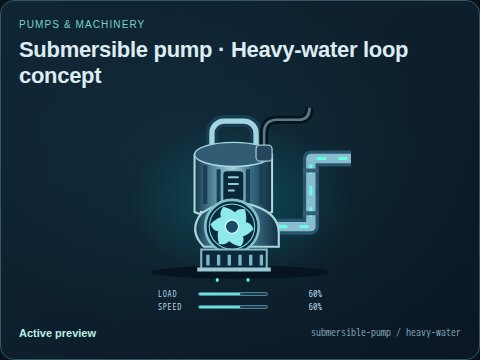 PUMPS & MACHINERY
Submersible pump · Heavy-water loop
concept
LOAD 60%
SPEED 60%
Active preview
submersible-pump / heavy-water